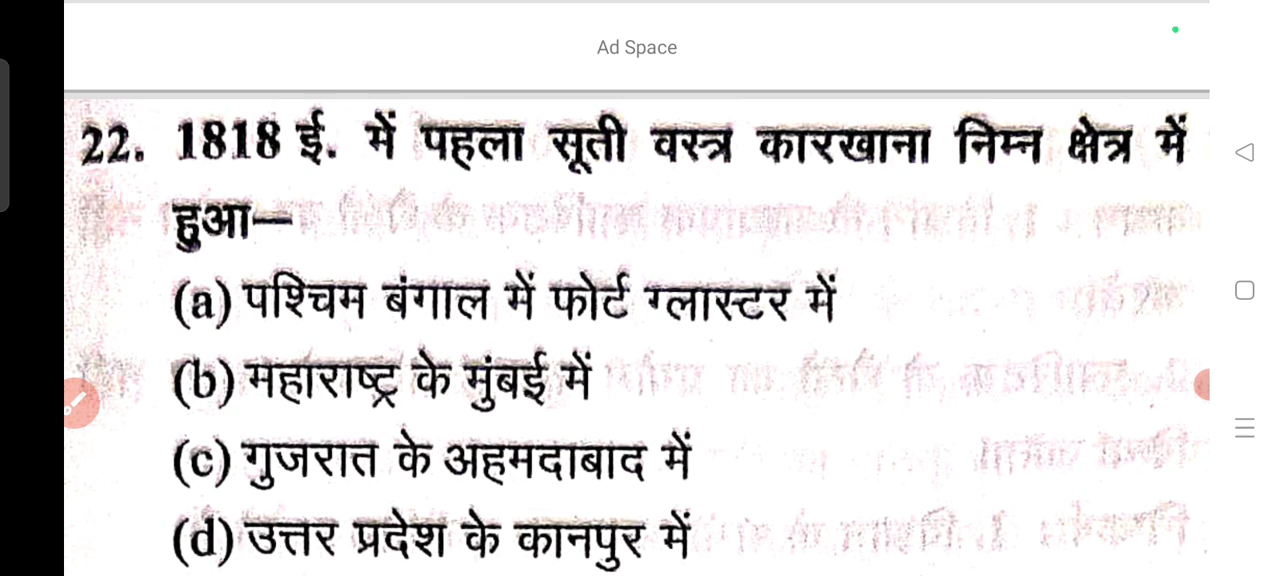 Ad Space
22. 1818 ई. में पहला सूती वस्त्र कारखाना निम्न क्षेत्र में
हुआ—
(a) पश्चिम बंगाल में फोर्ट ग्लास्टर में
(b) महाराष्ट्र के मुंबई में
(c) गुजरात के अहमदाबाद में
(d) उत्तर प्रदेश के कानपुर में